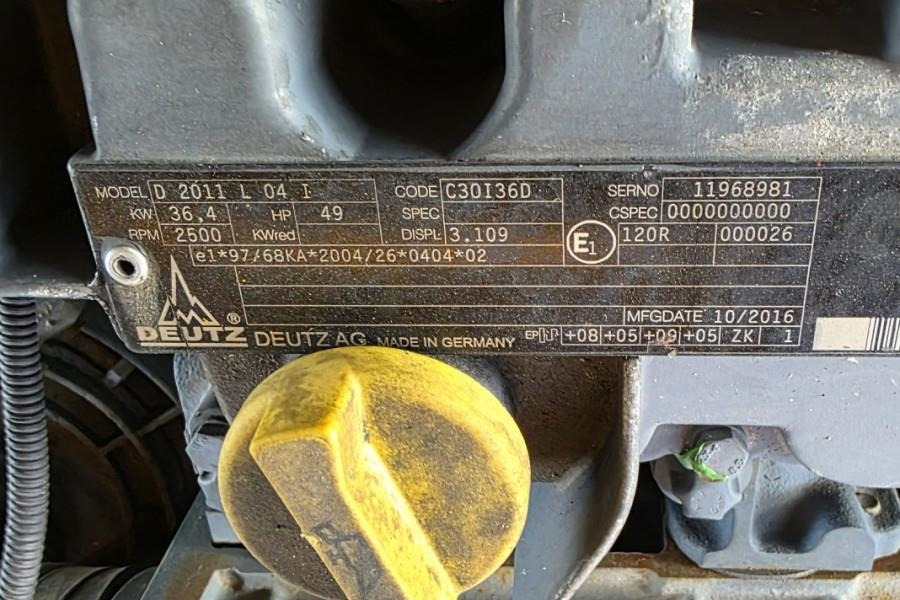 MODEL D 2011 L 04 I CODE C30I36D SERNO 11968981
KW 36,4 HP 49 SPEC CSPEC 0000000000
RPM 2500 KWred DISPL 3.109 E1 120R 000026
e1*97/68KA*2004/26*0404*02
MFGDATE 10/2016
DEUTZ ® DEUTZ AG MADE IN GERMANY EP +08 +05 +09 +05 ZK 1